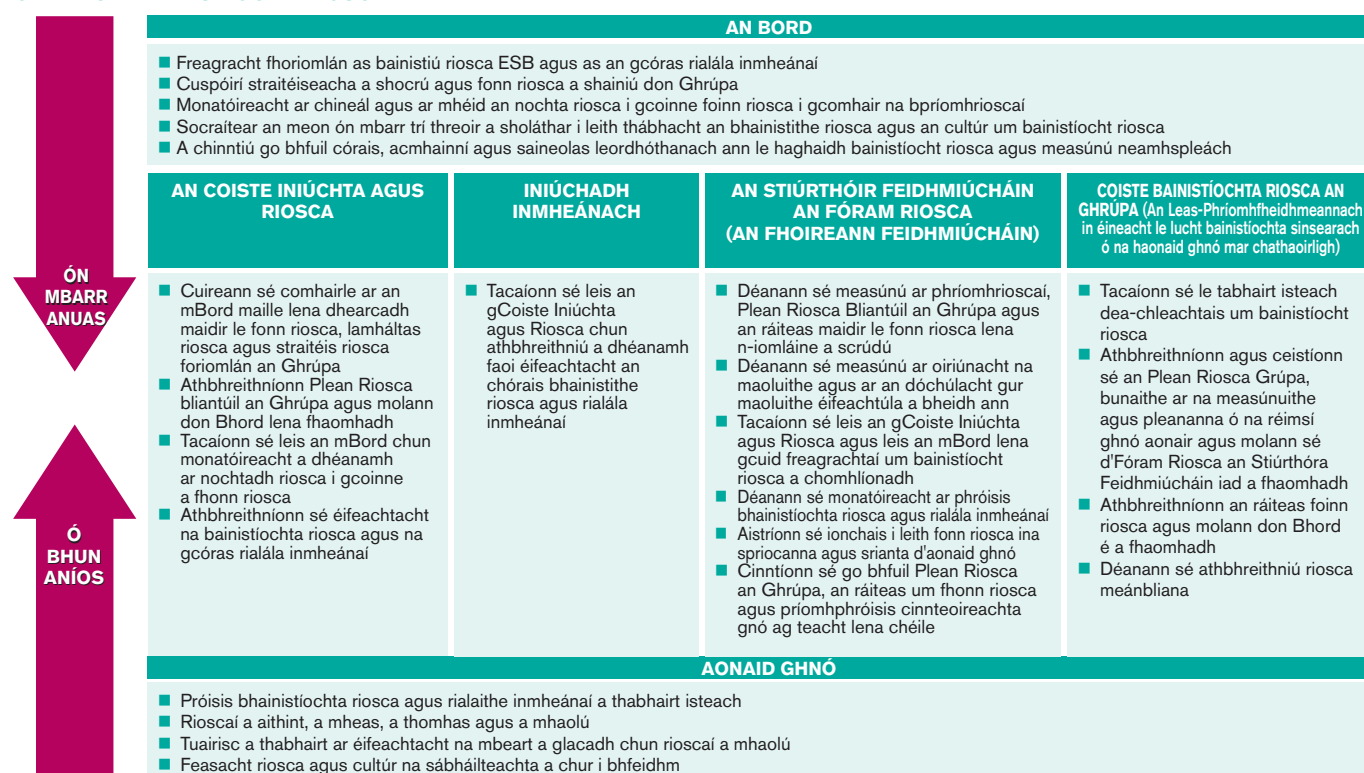 AN BORD
■ Freagracht fhoriomlán as bainistiú riosca ESB agus as an gcóras rialála inmheánaí
■ Cuspóirí straitéiseacha a shocrú agus fonn riosca a shainiú don Ghrúpa
■ Monatóireacht ar chineál agus ar mhéid an nochta riosca i gcoinne foinn riosca i gcomhair na bpríomhrioscaí
■ Socraítear an meon ón mbarr trí threoir a sholáthar i leith thábhacht an bhainistithe riosca agus an cultúr um bainistíocht riosca
■ A chinntiú go bhfuil córais, acmhainní agus saineolas leordhóthanach ann le haghaidh bainistíocht riosca agus measúnú neamhspleách
ÓN
MBARR
ANUAS
Ó
BHUN
ANÍOS
AN COISTE INIÚCHTA AGUS
RIOSCA
■ Cuireann sé comhairle ar an
mBord maille lena dhearcadh
maidir le fonn riosca, lamháltas
riosca agus straitéis riosca
foriomlán an Ghrúpa
■ Athbhreithníonn Plean Riosca
bliantúil an Ghrúpa agus molann
don Bhord lena fhaomhadh
■ Tacaíonn sé leis an mBord chun
monatóireacht a dhéanamh
ar nochtadh riosca i gcoinne
a fhonn riosca
■ Athbhreithníonn sé éifeachtacht
na bainistíochta riosca agus na
gcóras rialála inmheánaí
INIÚCHADH
INMHEÁNACH
■ Tacaíonn sé leis an
gCoiste Iniúchta
agus Riosca chun
athbhreithniú a dhéanamh
faoi éifeachtacht an
chórais bhainistithe
riosca agus rialála
inmheánaí
AN STIÚRTHÓIR FEIDHMIÚCHÁIN
AN FÓRAM RIOSCA
(AN FHOIREANN FEIDHMIÚCHÁIN)
■ Déanann sé measúnú ar phríomhrioscaí,
Plean Riosca Bliantúil an Ghrúpa agus
an ráiteas maidir le fonn riosca lena
n-iomláine a scrúdú
■ Déanann sé measúnú ar oiriúnacht na
maoluithe agus ar an dóchúlacht gur
maoluithe éifeachtúla a bheidh ann
■ Tacaíonn sé leis an gCoiste Iniúchta
agus Riosca agus leis an mBord lena
gcuid freagrachtaí um bainistíocht
riosca a chomhlíonadh
■ Déanann sé monatóireacht ar phróisis
bhainistíochta riosca agus rialála inmheánaí
■ Aistríonn sé ionchais i leith fonn riosca ina
spriocanna agus srianta d'aonaid ghnó
■ Cinntíonn sé go bhfuil Plean Riosca
an Ghrúpa, an ráiteas um fhonn riosca
agus príomhphróisis cinnteoireachta
gnó ag teacht lena chéile
COISTE BAINISTÍOCHTA RIOSCA AN
GHRÚPA (An Leas-Phríomhfheidhmeannach
in éineacht le lucht bainistíochta sinsearach
ó na haonaid ghnó mar chathaoirligh)
■ Tacaíonn sé le tabhairt isteach
dea-chleachtais um bainistíocht
riosca
■ Athbhreithníonn agus ceistíonn
sé an Plean Riosca Grúpa,
bunaithe ar na measúnuithe
agus pleananna ó na réimsí
ghnó aonair agus molann sé
d'Fóram Riosca an Stiúrthóra
Feidhmiúcháin iad a fhaomhadh
■ Athbhreithníonn an ráiteas foinn
riosca agus molann don Bhord
é a fhaomhadh
■ Déanann sé athbhreithniú riosca
meánbliana
AONAID GHNÓ
■ Próisis bhainistíochta riosca agus rialaithe inmheánaí a thabhairt isteach
■ Rioscaí a aithint, a mheas, a thomhas agus a mhaolú
■ Tuairisc a thabhairt ar éifeachtacht na mbeart a glacadh chun rioscaí a mhaolú
■ Feasacht riosca agus cultúr na sábháilteachta a chur i bhfeidhm